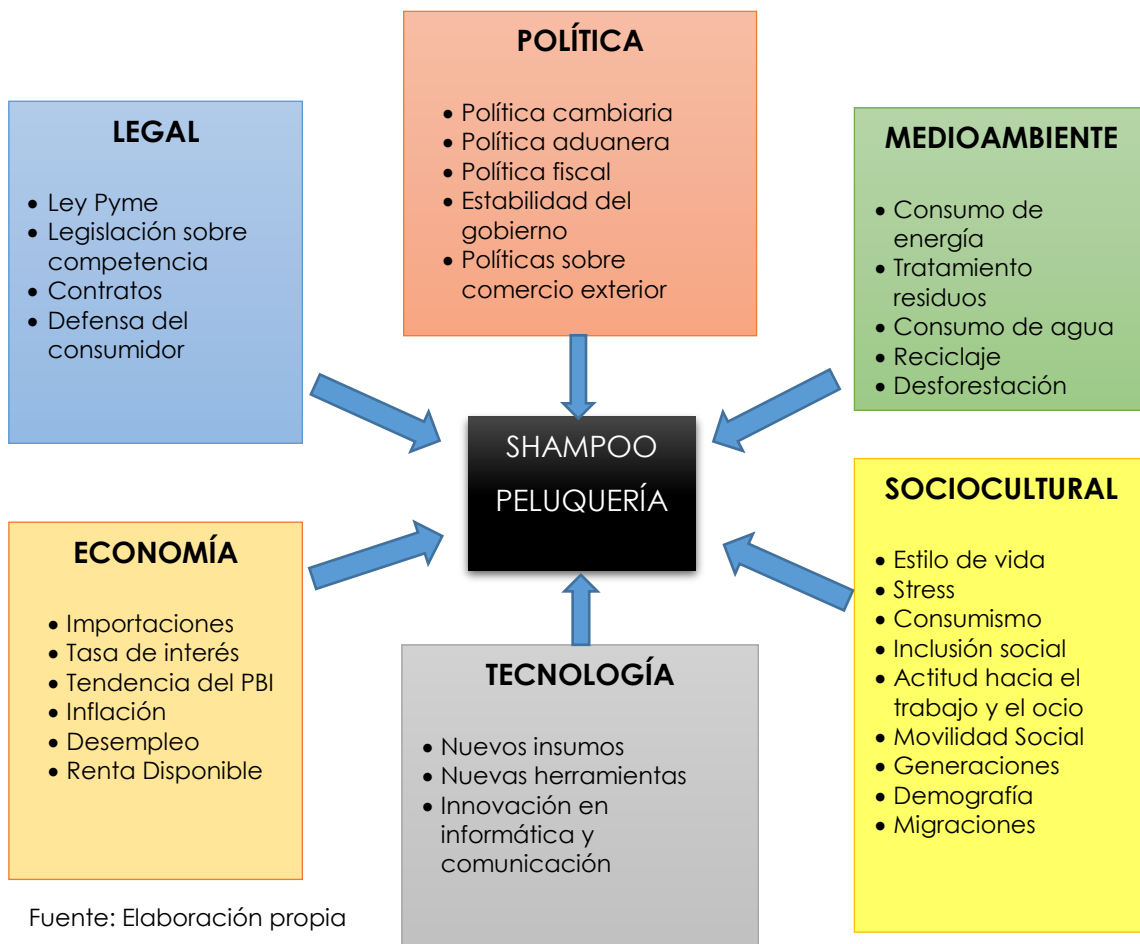 POLÍTICA
• Política cambiaria
• Política aduanera
• Política fiscal
• Estabilidad del
gobierno
• Políticas sobre
comercio exterior
LEGAL
• Ley Pyme
• Legislación sobre
competencia
• Contratos
• Defensa del
consumidor
MEDIOAMBIENTE
• Consumo de
energía
• Tratamiento
residuos
• Consumo de agua
• Reciclaje
• Desforestación
SHAMPOO
PELUQUERÍA
ECONOMÍA
• Importaciones
• Tasa de interés
• Tendencia del PBI
• Inflación
• Desempleo
• Renta Disponible
TECNOLOGÍA
• Nuevos insumos
• Nuevas herramientas
• Innovación en
informática y
comunicación
SOCIOCULTURAL
• Estilo de vida
• Stress
• Consumismo
• Inclusión social
• Actitud hacia el
trabajo y el ocio
• Movilidad Social
• Generaciones
• Demografía
• Migraciones
Fuente: Elaboración propia